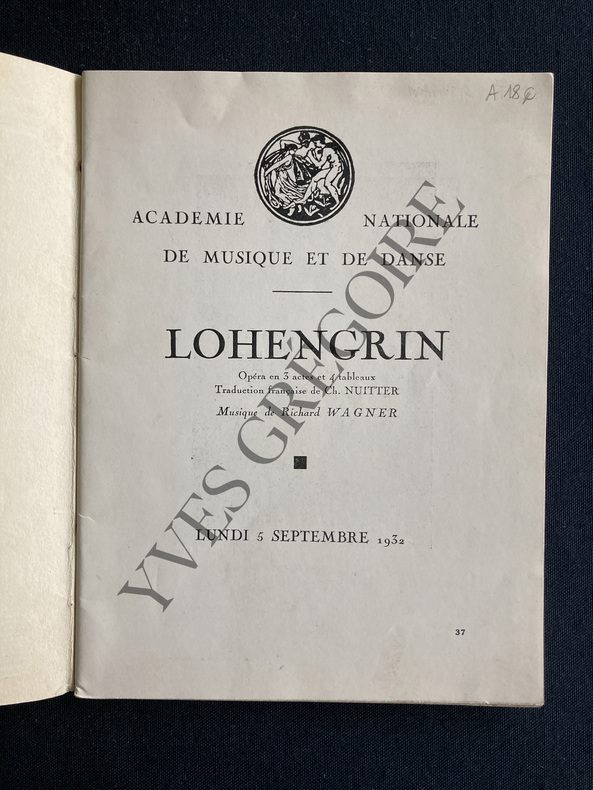 A 18
ACADEMIE NATIONALE
DE MUSIQUE ET DE DANSE
LOHENGRIN
Opéra en 3 actes et 4 tableaux
Traduction française de Ch. NUITTER
Musique de Richard WAGNER
LUNDI 5 SEPTEMBRE 1932
37
YVES GRÉGOIRE